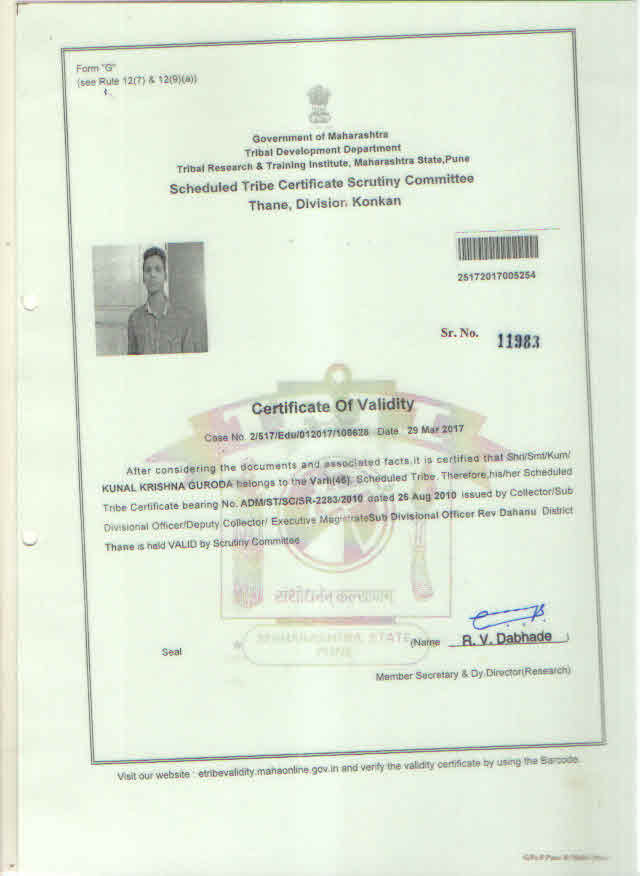 Form "G"
(see Rule 12(7) & 12(9)(a))
Government of Maharashtra
Tribal Development Department
Tribal Research & Training Institute, Maharashtra State,Pune
Scheduled Tribe Certificate Scrutiny Committee
Thane, Division Konkan
25172017005254
Sr. No. 11983
Certificate Of Validity
Case No. 2/517/Edu/012017/100628 Date 29 Mar 2017
After considering the documents and associated facts,it is certified that Shri/Smt/Kum/
KUNAL KRISHNA GURODA belongs to the Varli(46), Scheduled Tribe. Therefore,his/her Scheduled
Tribe Certificate bearing No. ADM/ST/SC/SR-2283/2010 dated 26 Aug 2010 issued by Collector/Sub
Divisional Officer/Deputy Collector/ Executive MagistrateSub Divisional Officer Rev Dahanu District
Thane is held VALID by Scrutiny Committee
Seal
(Name R. V. Dabhade )
Member Secretary & Dy.Director(Research)
Visit our website : etribevalidity.mahaonline.gov.in and verify the validity certificate by using the Barcode.